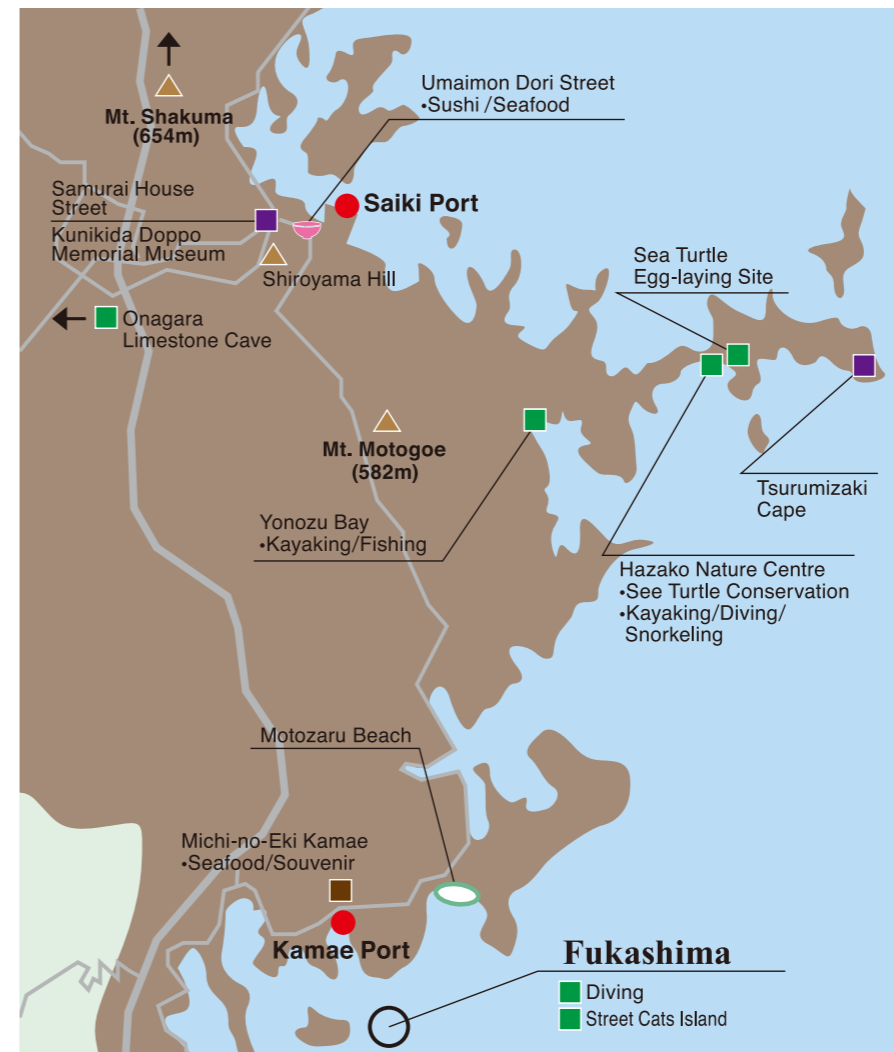 Umaimon Dori Street
•Sushi /Seafood
Mt. Shakuma
(654m)
Samurai House
Street
Kunikida Doppo
Memorial Museum
Saiki Port
Shiroyama Hill
Sea Turtle
Egg-laying Site
Onagara
Limestone Cave
Mt. Motogoe
(582m)
Tsurumizaki
Cape
Yonozu Bay
•Kayaking/Fishing
Hazako Nature Centre
•See Turtle Conservation
•Kayaking/Diving/
Snorkeling
Motozaru Beach
Michi-no-Eki Kamae
•Seafood/Souvenir
Kamae Port
Fukashima
Diving
Street Cats Island